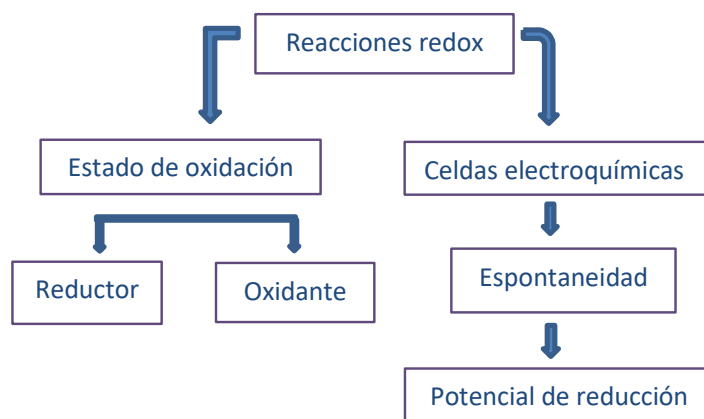 Reacciones redox
Estado de oxidación
Celdas electroquímicas
Reductor
Oxidante
Espontaneidad
Potencial de reducción